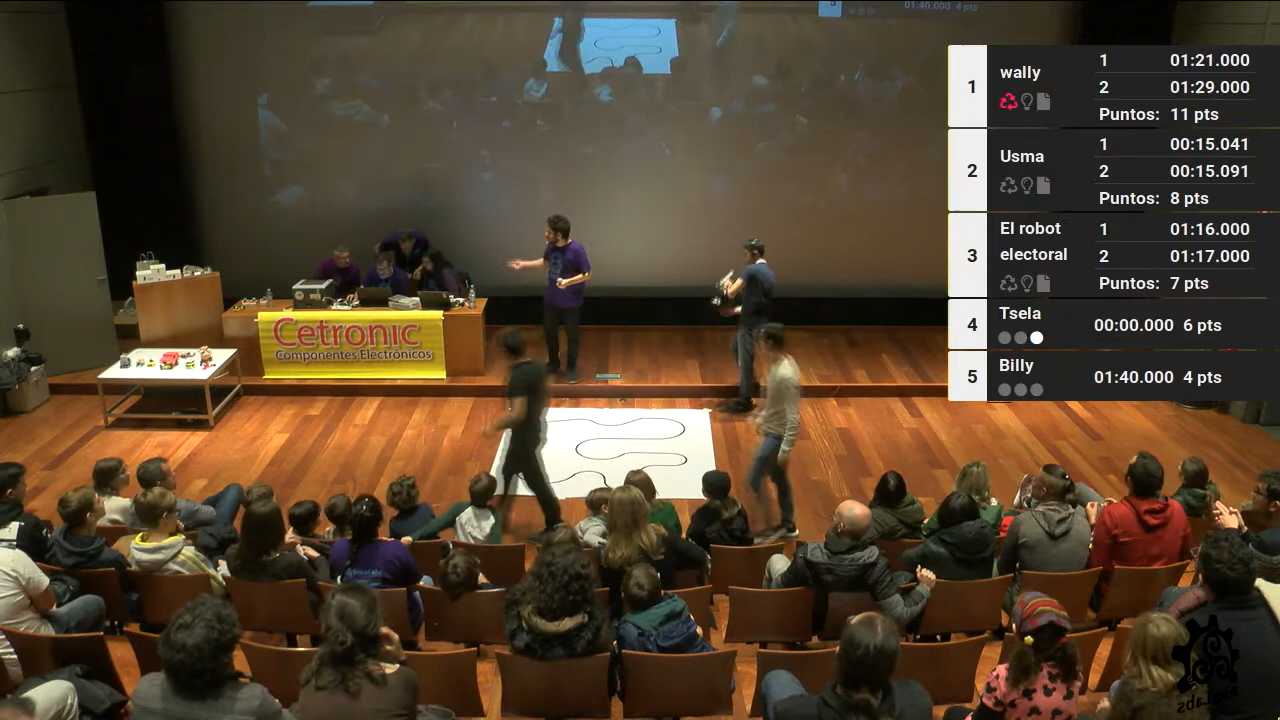 01:40.000 4 pts
1
wally
1 01:21.000
2 01:29.000
Puntos: 11 pts
2
Usma
1 00:15.041
2 00:15.091
Puntos: 8 pts
3
El robot
electoral
1 01:16.000
2 01:17.000
Puntos: 7 pts
4
Tsela
00:00.000 6 pts
5
Billy
01:40.000 4 pts
Cetronic
Componentes Electrónicos